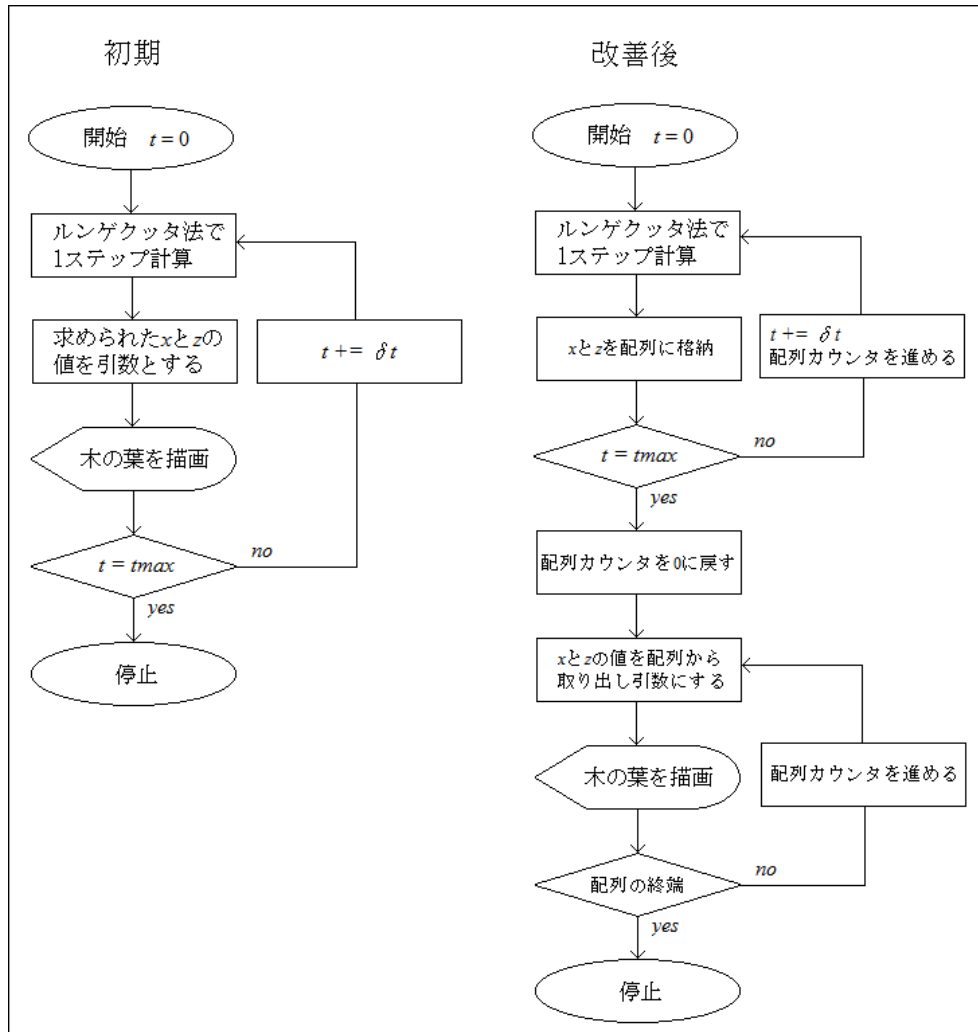 初期
開始 t = 0
ルンゲクッタ法で
1ステップ計算
求められたxとzの
値を引数とする
t += δt
木の葉を描画
t = tmax
no
yes
停止
改善後
開始 t = 0
ルンゲクッタ法で
1ステップ計算
xとzを配列に格納
t += δt
配列カウンタを進める
t = tmax
no
yes
配列カウンタを0に戻す
xとzの値を配列から
取り出し引数にする
木の葉を描画
配列カウンタを進める
配列の終端
no
yes
停止